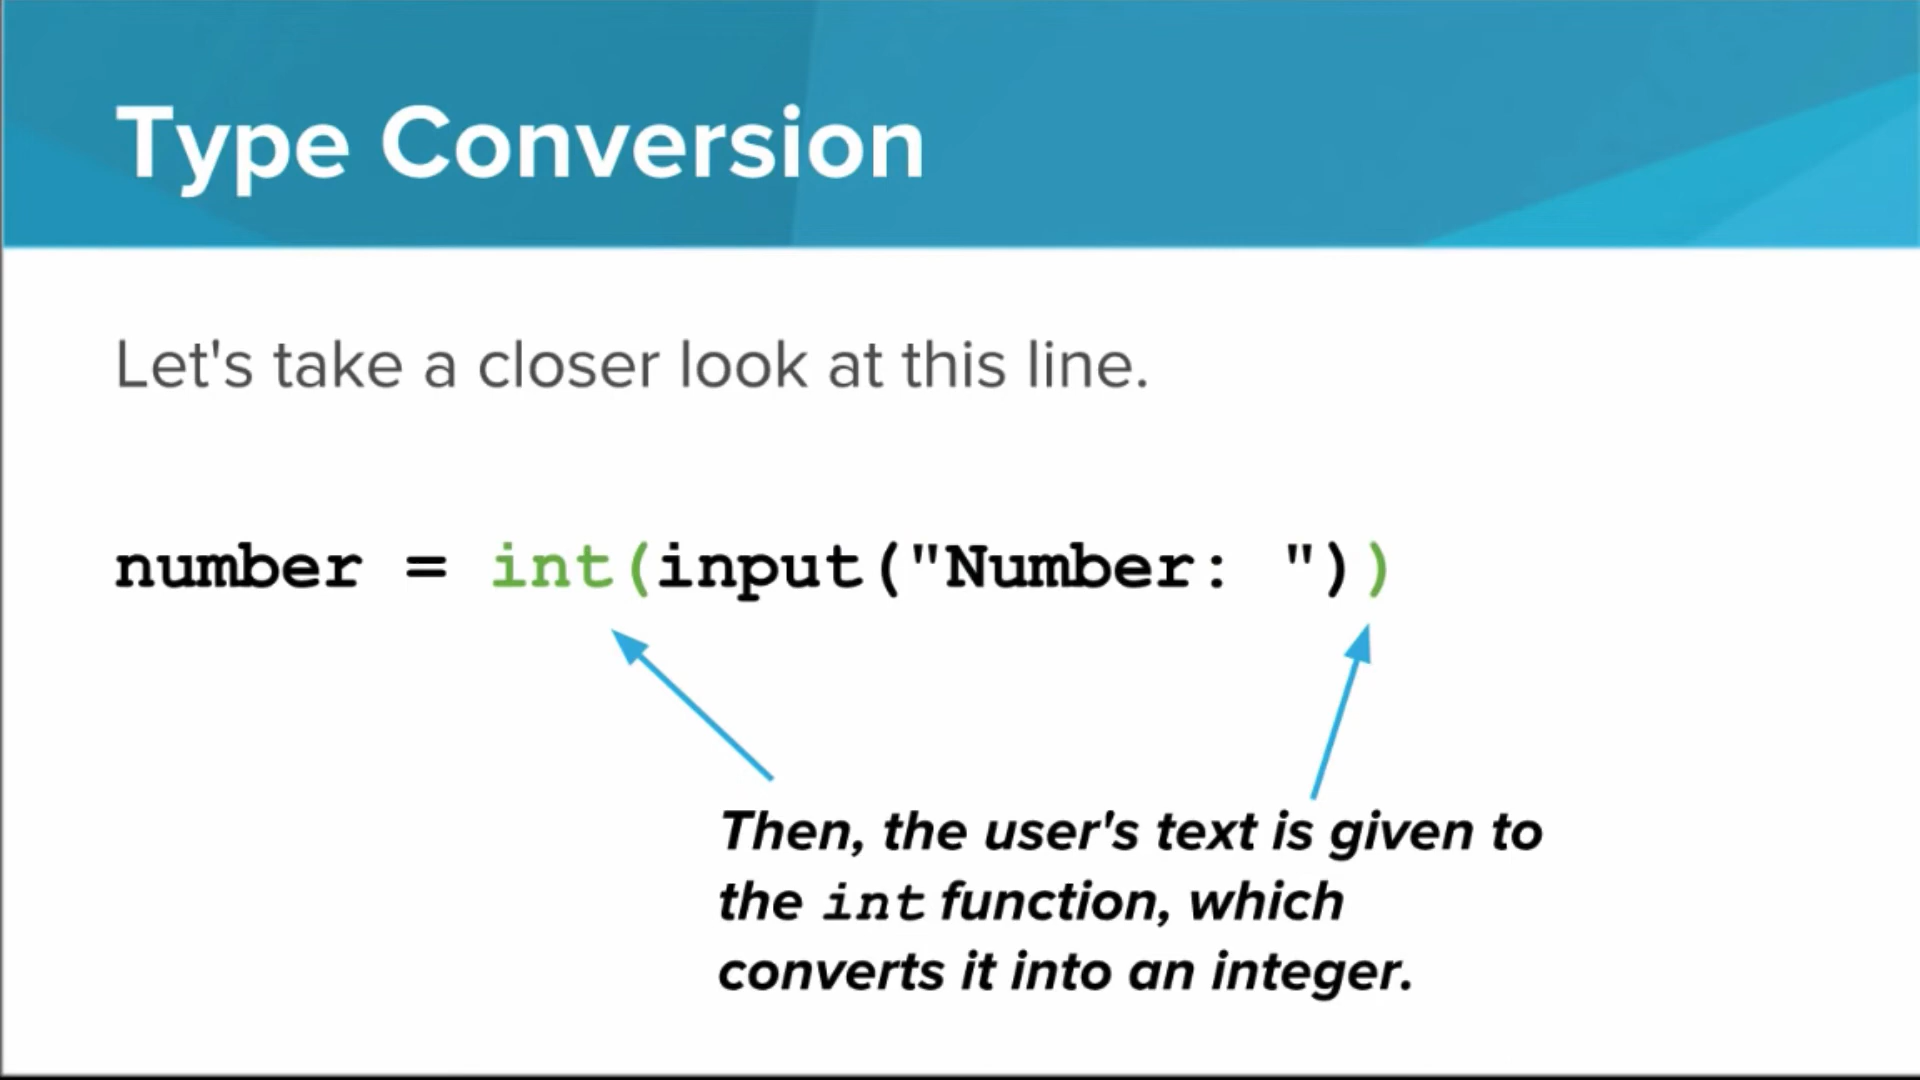 Type Conversion
Let's take a closer look at this line.
number = int(input("Number: "))
Then, the user's text is given to
the int function, which
converts it into an integer.